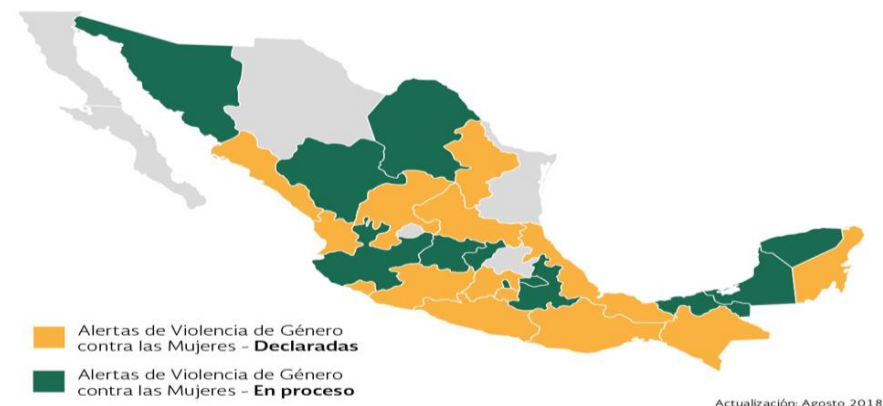 Alertas de Violencia de Género
contra las Mujeres - Declaradas
Alertas de Violencia de Género
contra las Mujeres - En proceso
Actualización: Agosto 2018